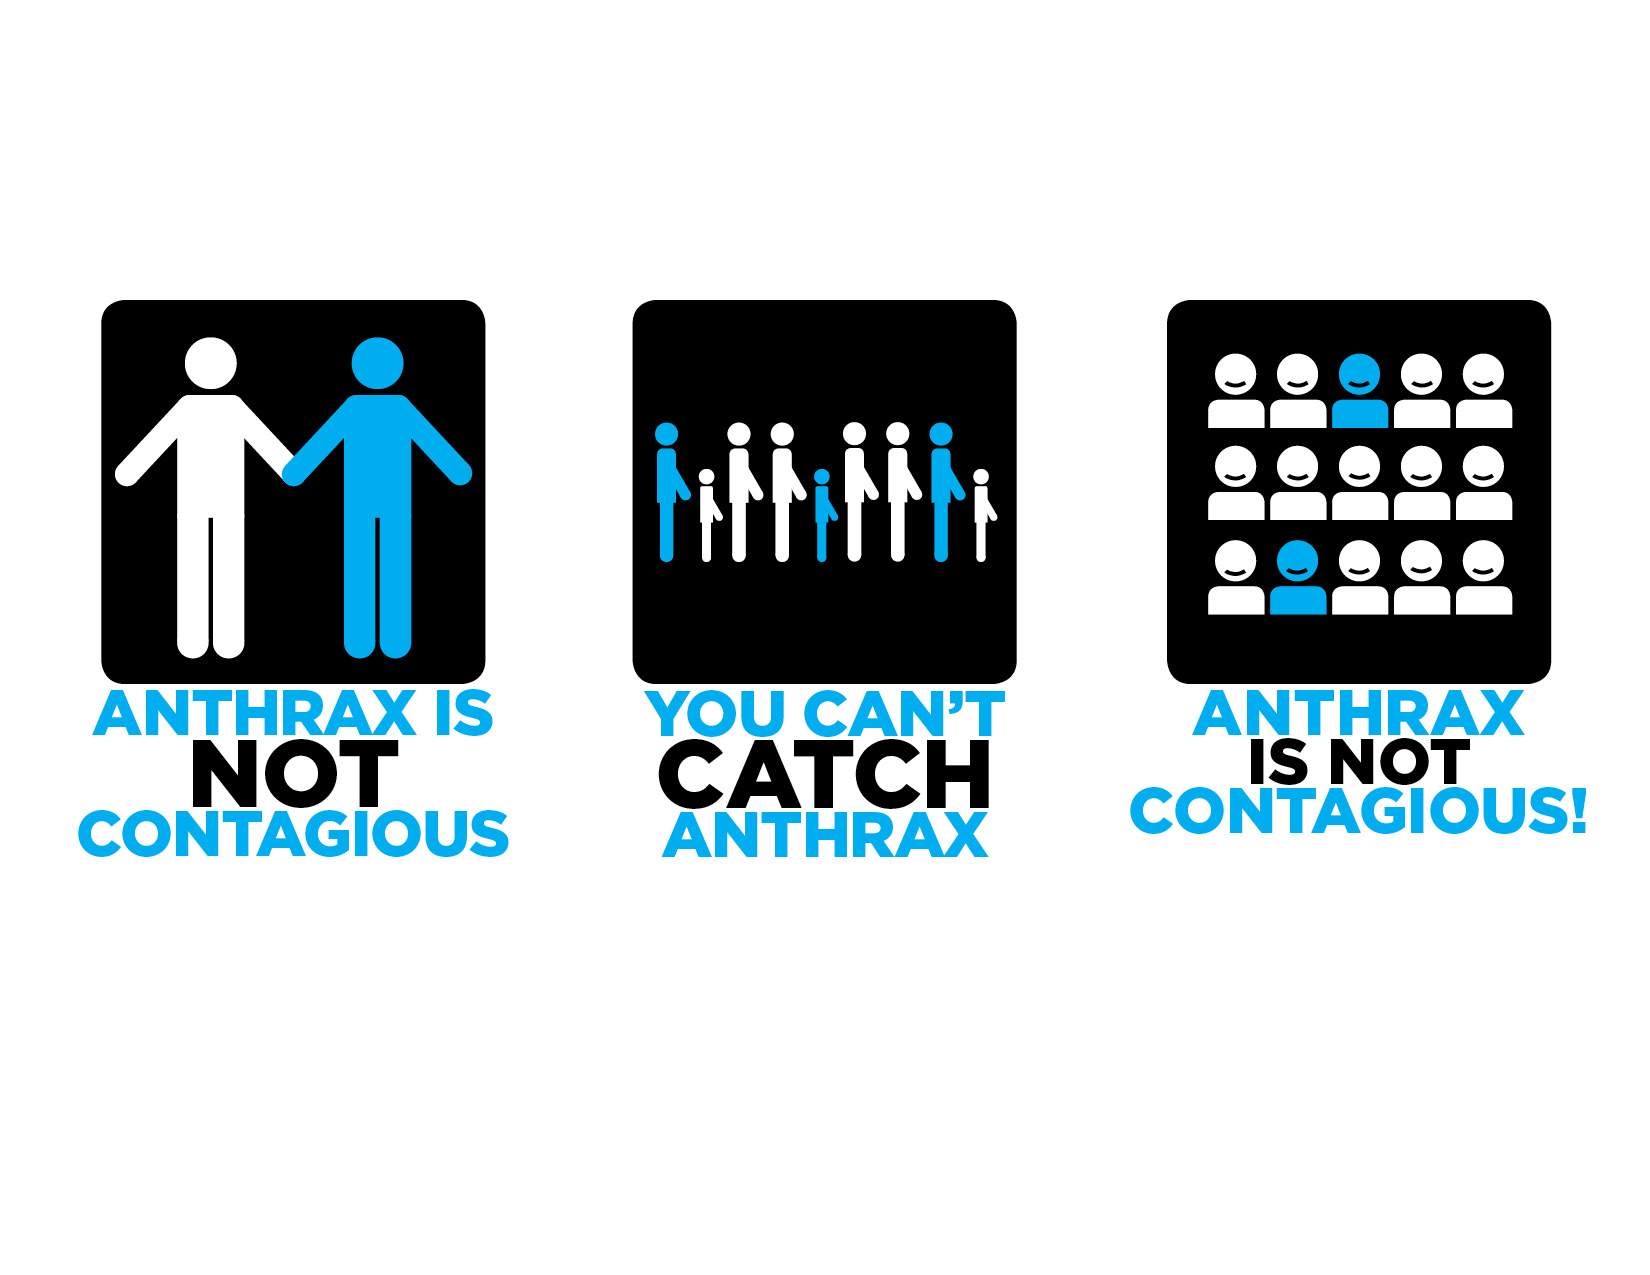 ANTHRAX IS
NOT
CONTAGIOUS
YOU CAN'T
CATCH
ANTHRAX
ANTHRAX
IS NOT
CONTAGIOUS!